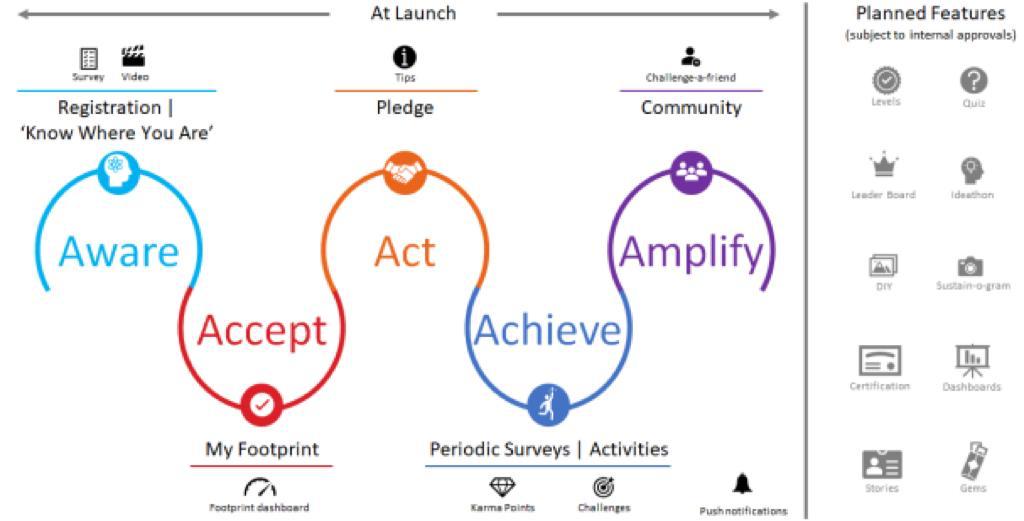 At Launch
Survey
Video
Registration |
‘Know Where You Are’
Tips
Pledge
Challenge-a-friend
Community
Aware
Accept
Act
Achieve
Amplify
My Footprint
Footprint dashboard
Periodic Surveys | Activities
Karma Points
Challenges
Push notifications
Planned Features
(subject to internal approvals)
Levels
Quiz
Leader Board
Ideathon
DIY
Sustain-o-gram
Certification
Dashboards
Stories
Gems